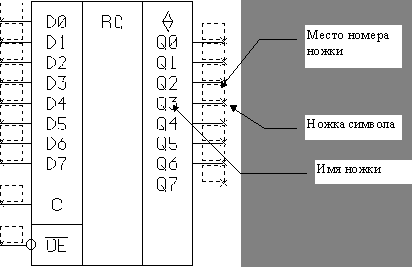 D0 RG Q0
D1 Q1
D2 Q2
D3 Q3
D4 Q4
D5 Q5
D6 Q6
D7 Q7
C
OE
Место номера
ножки
Ножка символа
Имя ножки